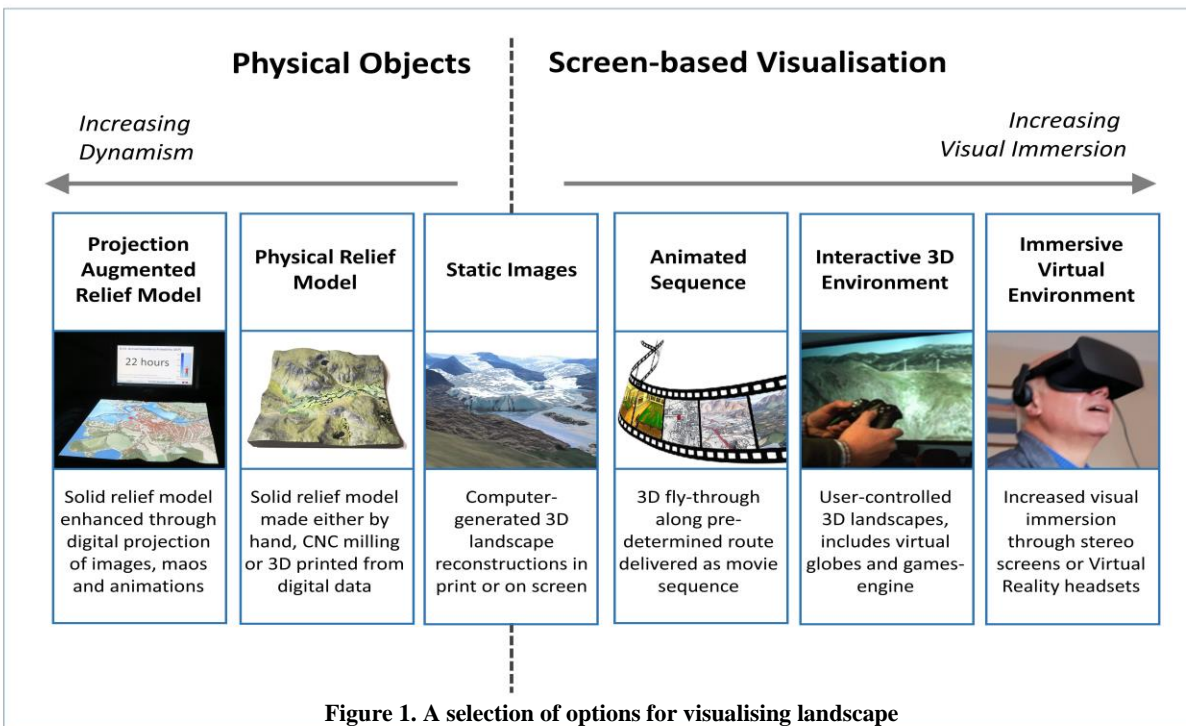 Physical Objects
Screen-based Visualisation
Increasing
Dynamism
Increasing
Visual Immersion
Projection
Augmented
Relief Model
22 hours
Solid relief model
enhanced through
digital projection
of images, maos
and animations
Physical Relief
Model
Solid relief model
made either by
hand, CNC milling
or 3D printed from
digital data
Static Images
Computer-
generated 3D
landscape
reconstructions in
print or on screen
Animated
Sequence
3D fly-through
along pre-
determined route
delivered as movie
sequence
Interactive 3D
Environment
User-controlled
3D landscapes,
includes virtual
globes and games-
engine
Immersive
Virtual
Environment
Increased visual
immersion
through stereo
screens or Virtual
Reality headsets
Figure 1. A selection of options for visualising landscape